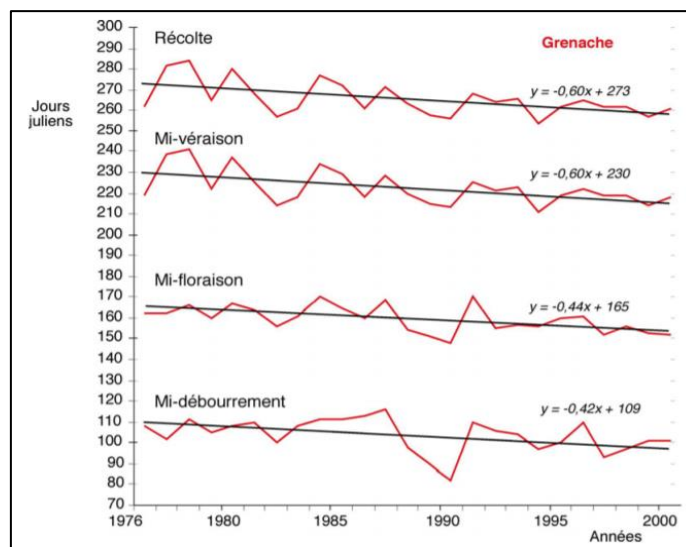 300
290
280
270
260
250
240
230
220
210
200
190
180
170
160
150
140
130
120
110
100
90
80
70
Jours
juliens
Récolte
Grenache
y = -0,60x + 273
Mi-véraison
y = -0,60x + 230
Mi-floraison
y = -0,44x + 165
Mi-débourrement
y = -0,42x + 109
1976
1980
1985
1990
1995
2000
Années